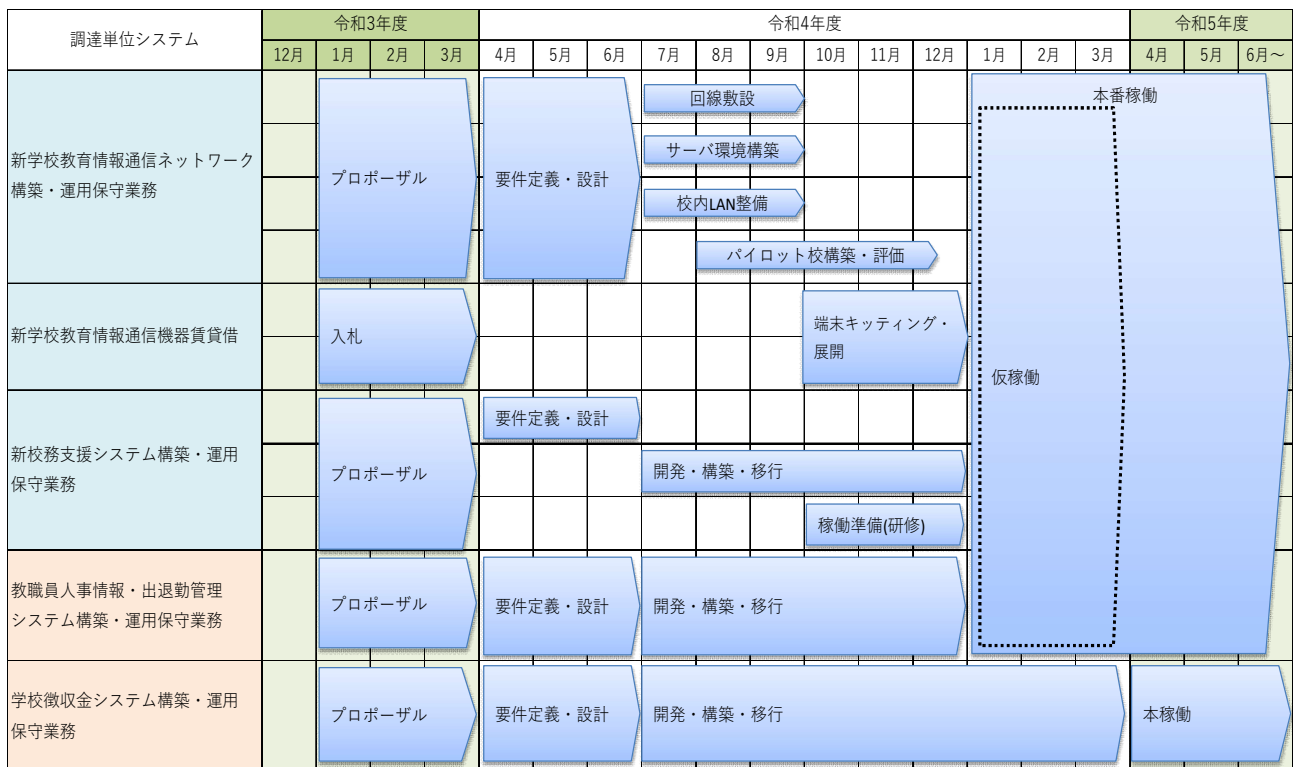 調達単位システム
令和3年度
令和4年度
令和5年度
12月 1月 2月 3月 4月 5月 6月 7月 8月 9月 10月 11月 12月 1月 2月 3月 4月 5月 6月～
新学校教育情報通信ネットワーク
構築・運用保守業務
プロポーザル
要件定義・設計
回線敷設
サーバ環境構築
校内LAN整備
パイロット校構築・評価
本番稼働
仮稼働
新学校教育情報通信機器賃貸借
入札
端末キッティング・
展開
新校務支援システム構築・運用
保守業務
プロポーザル
要件定義・設計
開発・構築・移行
稼働準備(研修)
教職員人事情報・出退勤管理
システム構築・運用保守業務
プロポーザル
要件定義・設計
開発・構築・移行
学校徴収金システム構築・運用
保守業務
プロポーザル
要件定義・設計
開発・構築・移行
本稼働